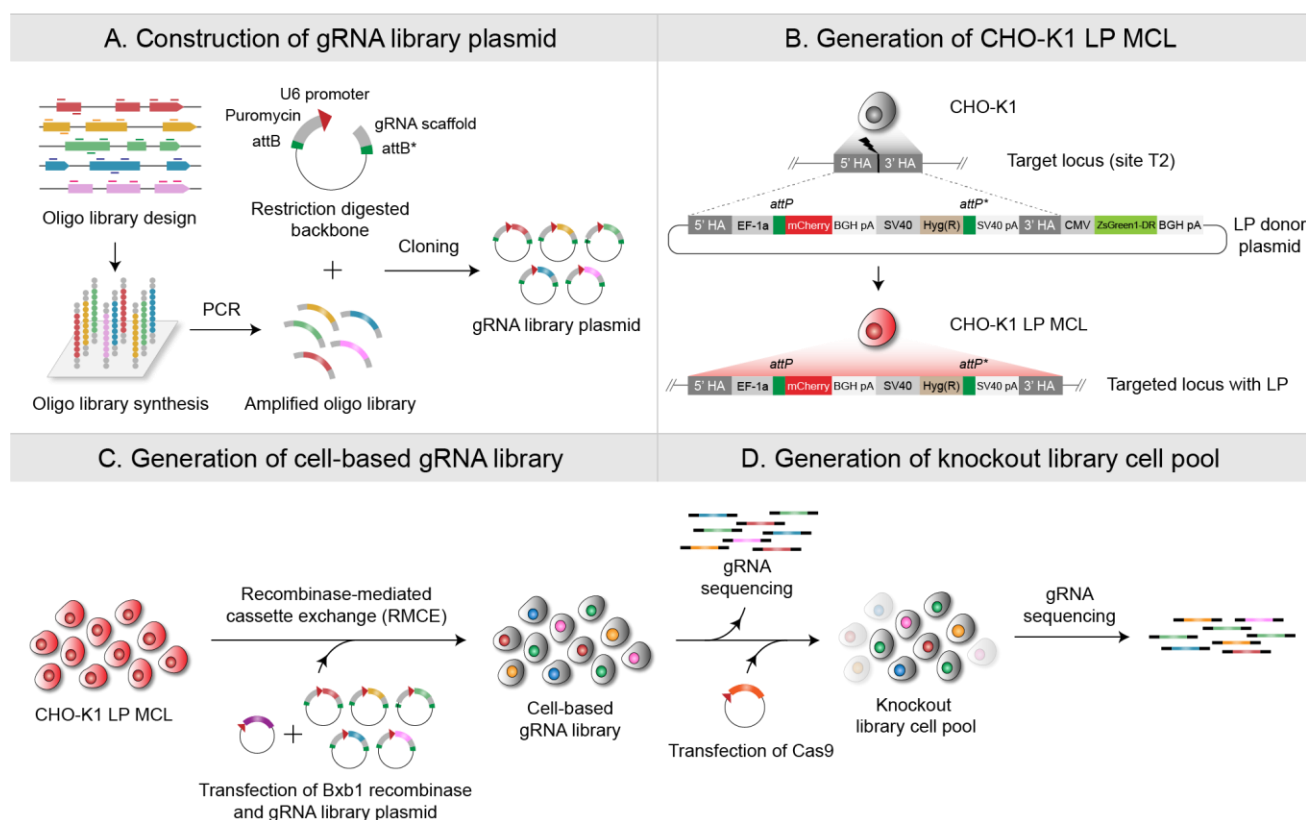 A. Construction of gRNA library plasmid
U6 promoter
Puromycin
gRNA scaffold
attB
attB*
Oligo library design
Restriction digested
backbone
Cloning
PCR
gRNA library plasmid
Oligo library synthesis
Amplified oligo library
B. Generation of CHO-K1 LP MCL
CHO-K1
5' HA 3' HA
Target locus (site T2)
attP attP*
5' HA EF-1a mCherry BGH pA SV40 Hyg(R) SV40 pA 3' HA CMV ZsGreen1-DR BGH pA
LP donor
plasmid
CHO-K1 LP MCL
attP attP*
5' HA EF-1a mCherry BGH pA SV40 Hyg(R) SV40 pA 3' HA
Targeted locus with LP
C. Generation of cell-based gRNA library
Recombinase-mediated
cassette exchange (RMCE)
CHO-K1 LP MCL
Transfection of Bxb1 recombinase
and gRNA library plasmid
Cell-based
gRNA library
D. Generation of knockout library cell pool
gRNA
sequencing
Transfection of Cas9
Knockout
library cell pool
gRNA
sequencing